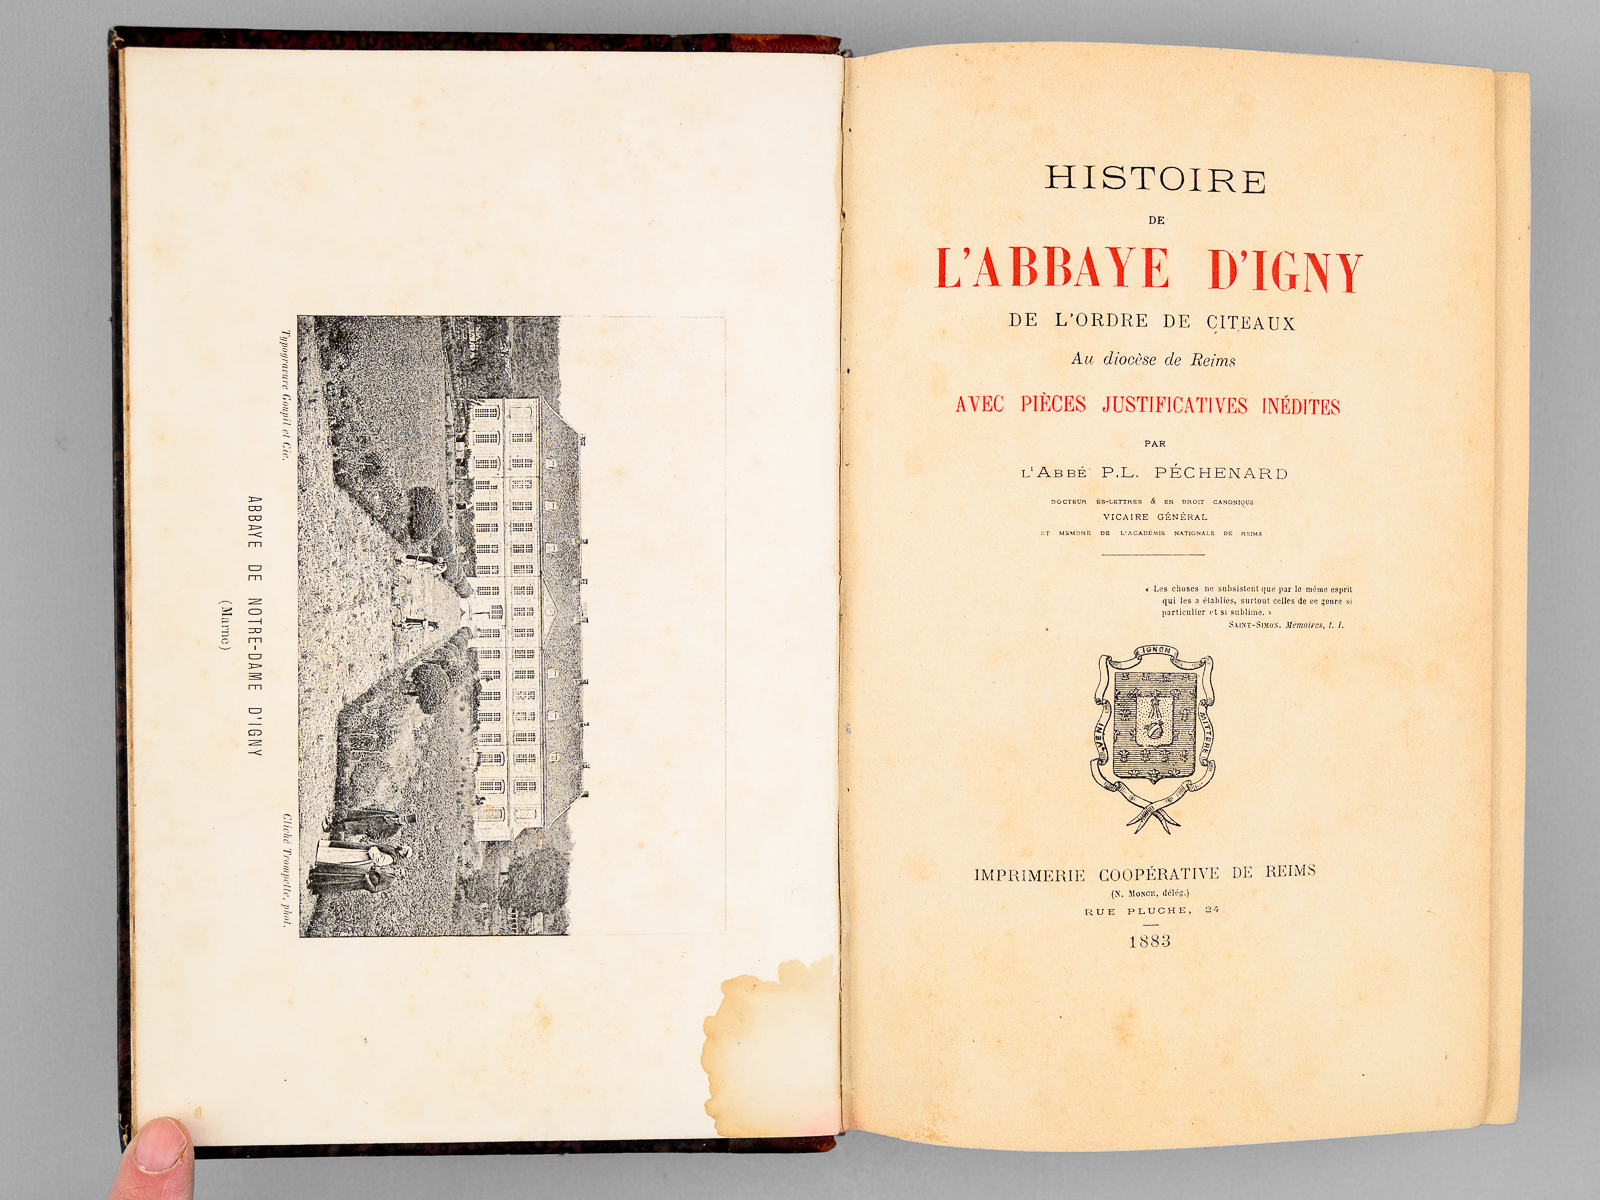 Typogravure Goupil et Cie.
Cliché Trompette, phot.
ABBAYE DE NOTRE-DAME D'IGNY
(Marne)
HISTOIRE
DE
L'ABBAYE D'IGNY
DE L'ORDRE DE CITEAUX
Au diocèse de Reims
AVEC PIÈCES JUSTIFICATIVES INÉDITES
PAR
L'ABBÉ P.L. PÉCHENARD
DOCTEUR ÈS-LETTRES & EN DROIT CANONIQUE
VICAIRE GÉNÉRAL
ET MEMBRE DE L'ACADÉMIE NATIONALE DE REIMS
« Les choses ne subsistent que par le même esprit
qui les a établies, surtout celles de ce genre si
particulier et si sublime. »
SAINT-SIMON. Mémoires, t. I.
VENI IGNEM MITTERE
IMPRIMERIE COOPÉRATIVE DE REIMS
(N. MONCE, délég.)
RUE PLUCHE, 24
1883